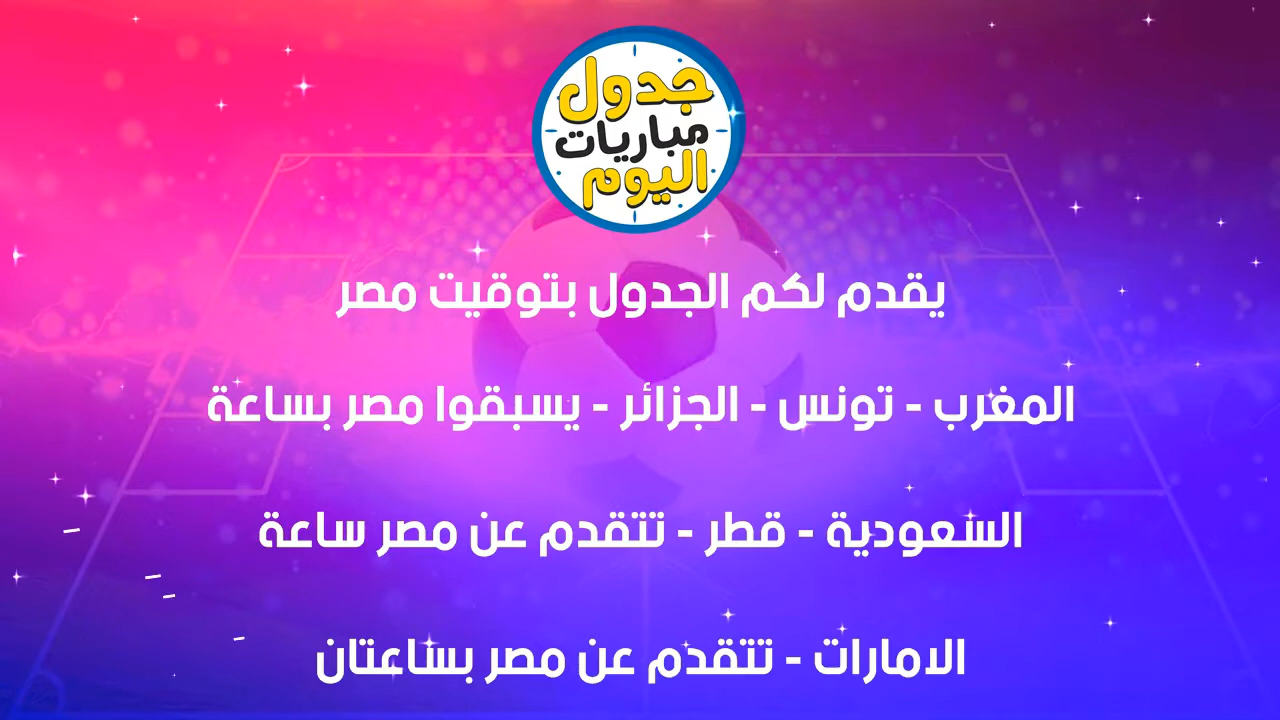 جدول
مباريات
اليوم
يقدم لكم الجدول بتوقيت مصر
المغرب - تونس - الجزائر - يسبقوا مصر بساعة
السعودية - قطر - تتقدم عن مصر ساعة
الامارات - تتقدم عن مصر بساعتان